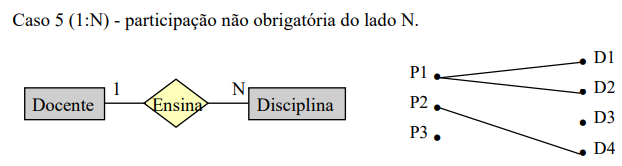 Caso 5 (1:N) - participação não obrigatória do lado N.
Docente
1
Ensina
N
Disciplina
P1
P2
P3
D1
D2
D3
D4